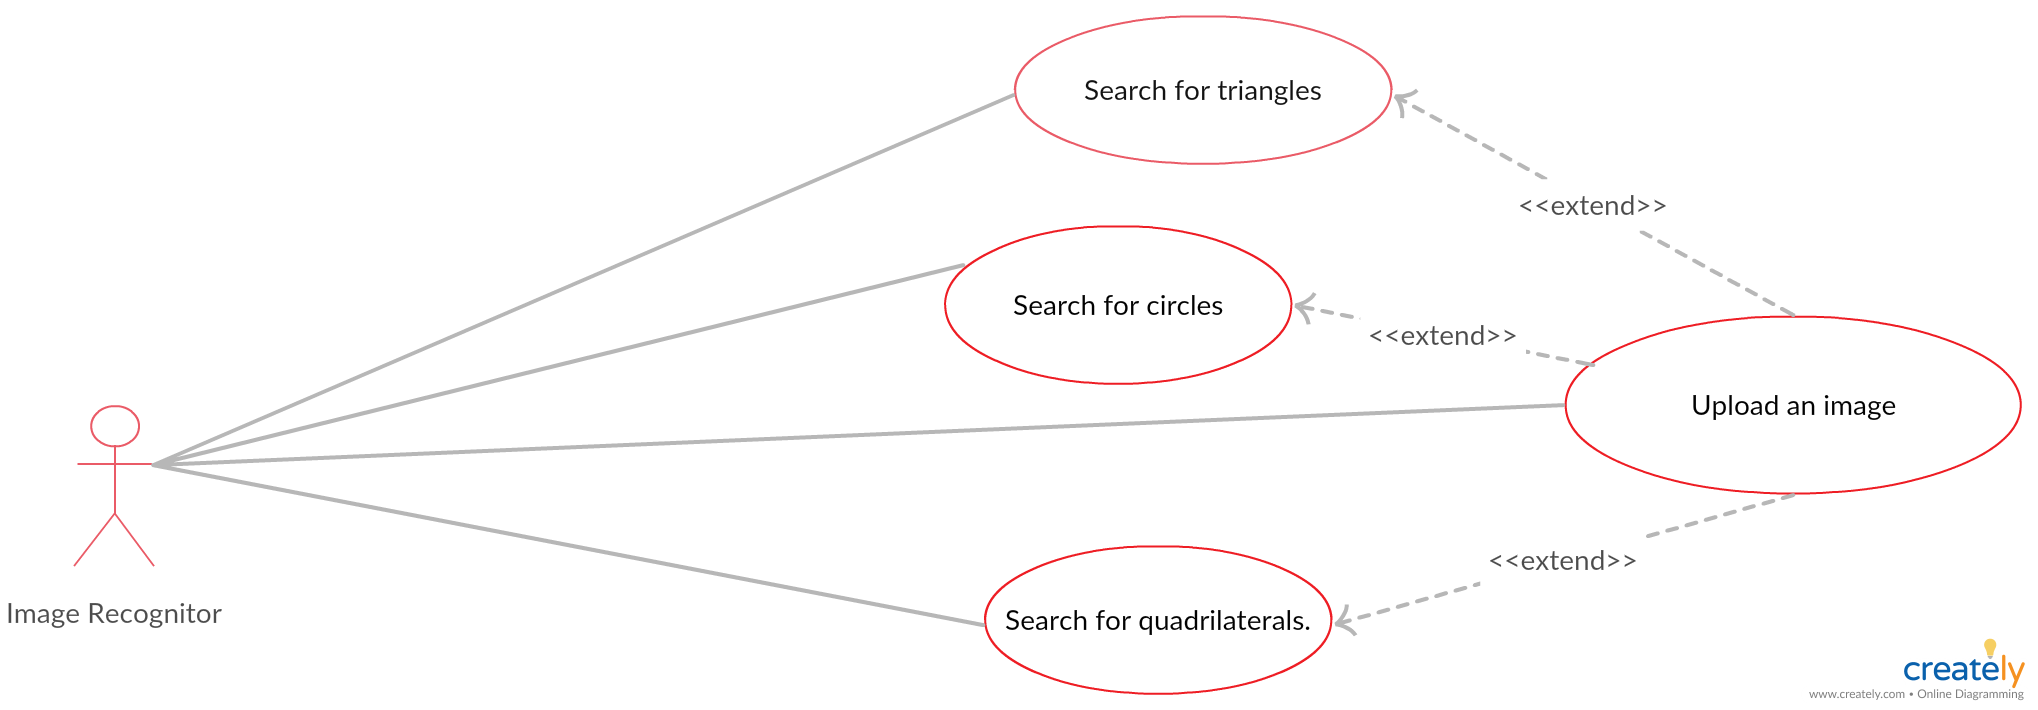 Search for triangles
<<extend>>
Search for circles
<<extend>>
Upload an image
<<extend>>
Image Recognitor
Search for quadrilaterals.
creately
www.creately.com • Online Diagramming